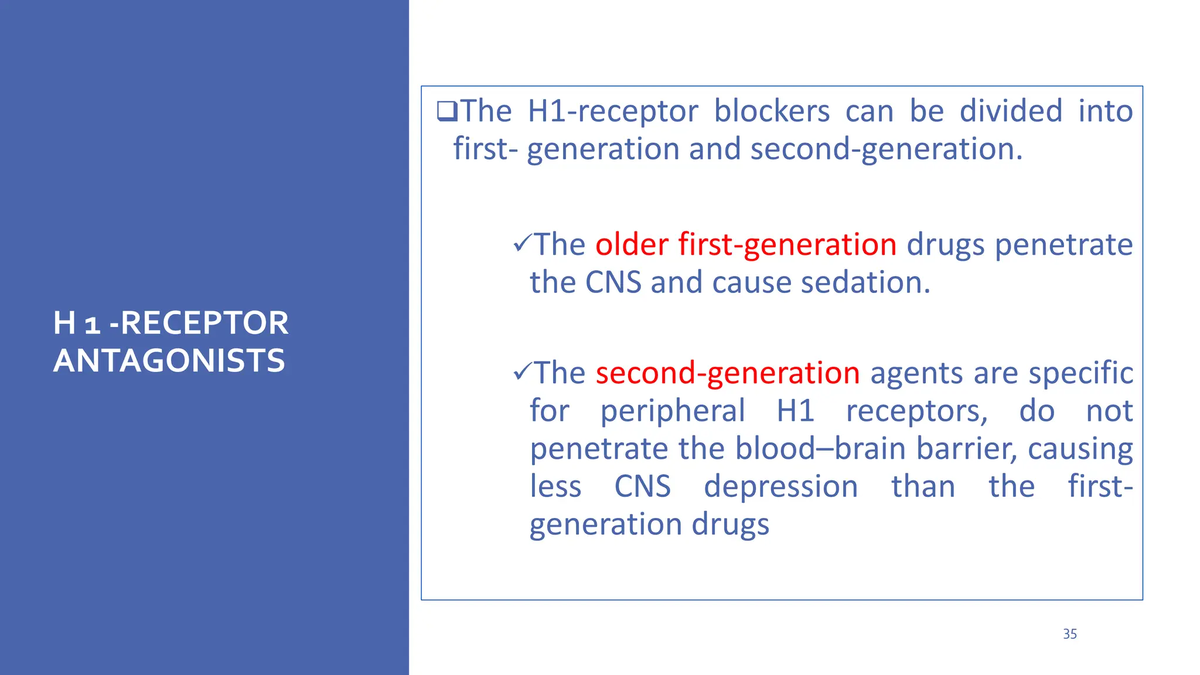 H 1 -RECEPTOR
ANTAGONISTS
❑The H1-receptor blockers can be divided into
first- generation and second-generation.
✓The older first-generation drugs penetrate
the CNS and cause sedation.
✓The second-generation agents are specific
for peripheral H1 receptors, do not
penetrate the blood–brain barrier, causing
less CNS depression than the first-
generation drugs
35